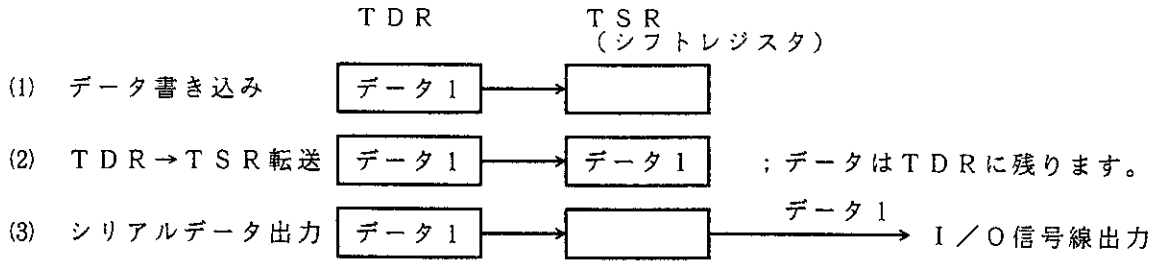 TDR TSR
(シフトレジスタ)
(1) データ書き込み データ1
(2) TDR→TSR転送 データ1 データ1 ;データはTDRに残ります。
データ1
(3) シリアルデータ出力 データ1 I/O信号線出力